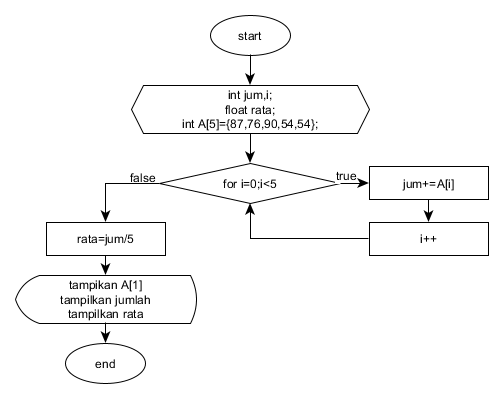 start
int jum,i;
float rata;
int A[5]={87,76,90,54,54};
for i=0;i<5
true
false
jum+=A[i]
i++
rata=jum/5
tampikan A[1]
tampilkan jumlah
tampilkan rata
end